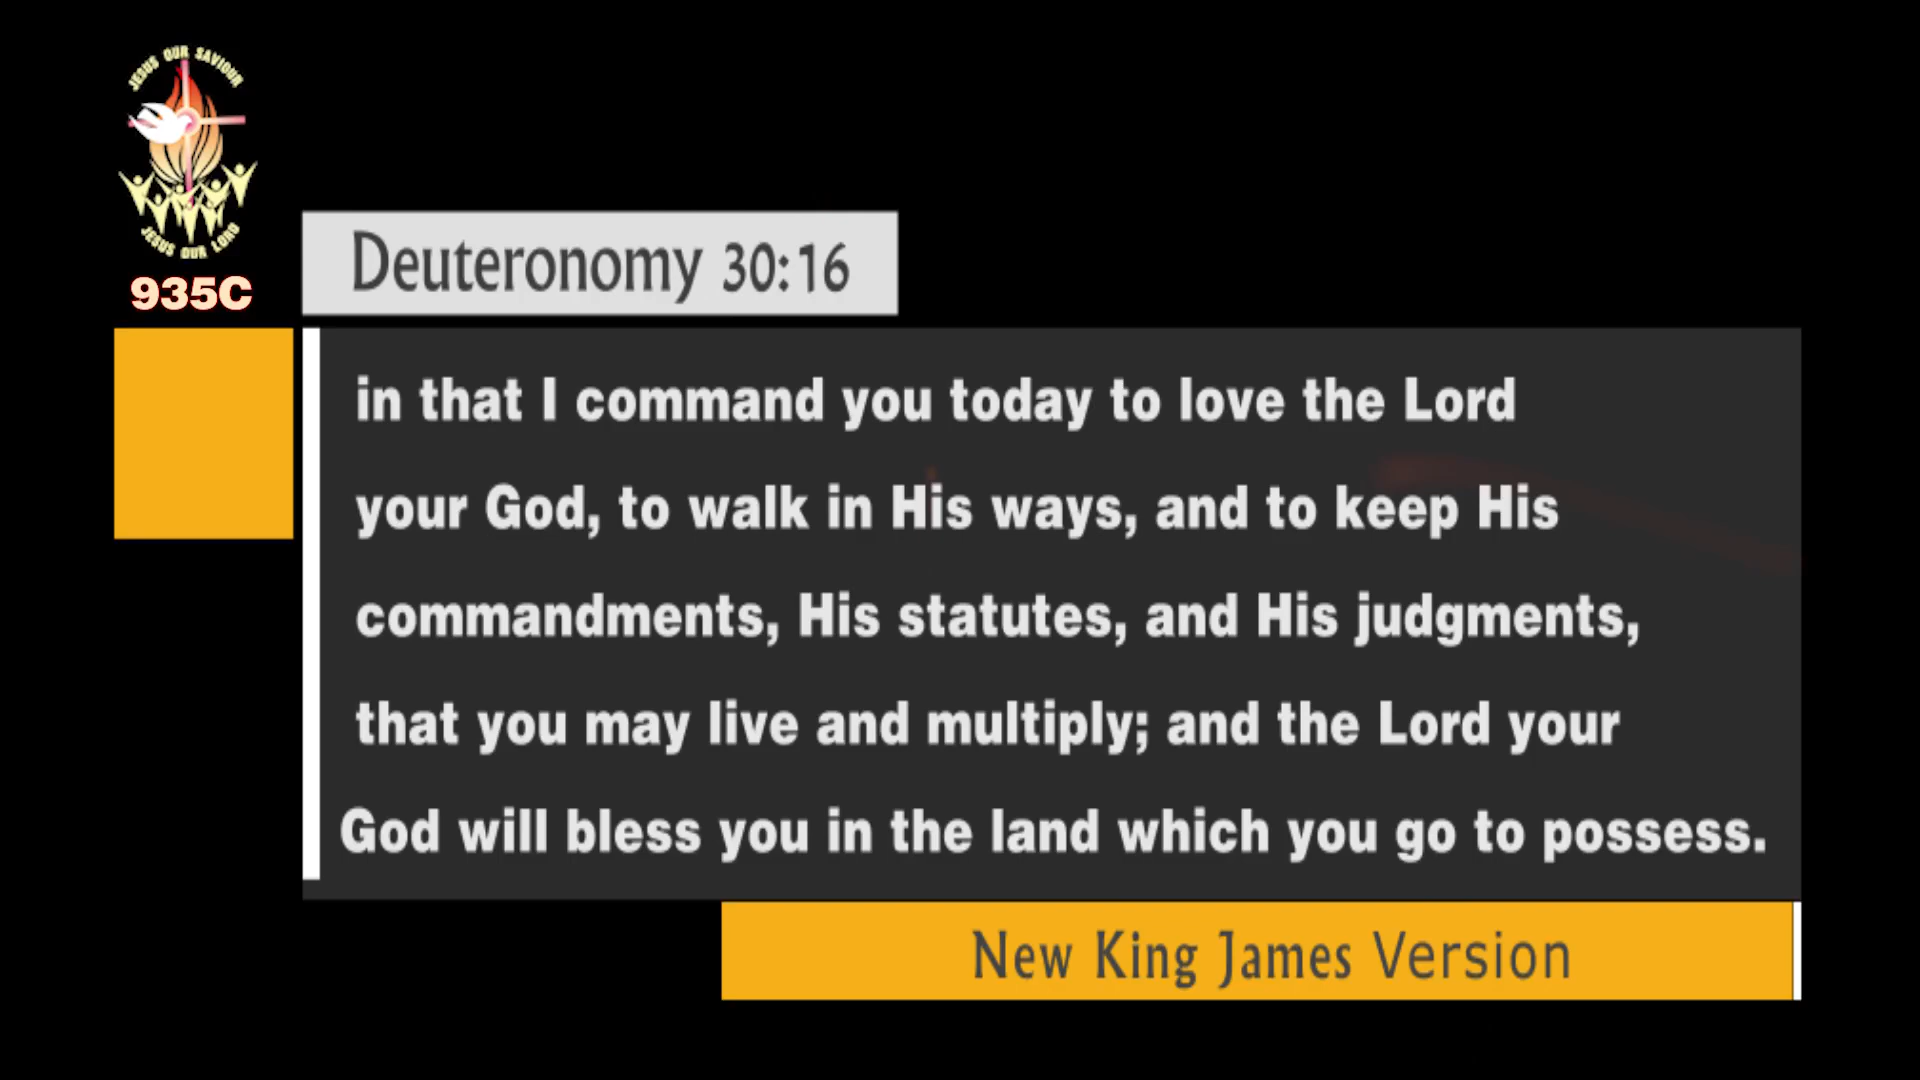 JESUS OUR SAVIOUR
JESUS OUR LORD
935C
Deuteronomy 30:16
in that I command you today to love the Lord
your God, to walk in His ways, and to keep His
commandments, His statutes, and His judgments,
that you may live and multiply; and the Lord your
God will bless you in the land which you go to possess.
New King James Version